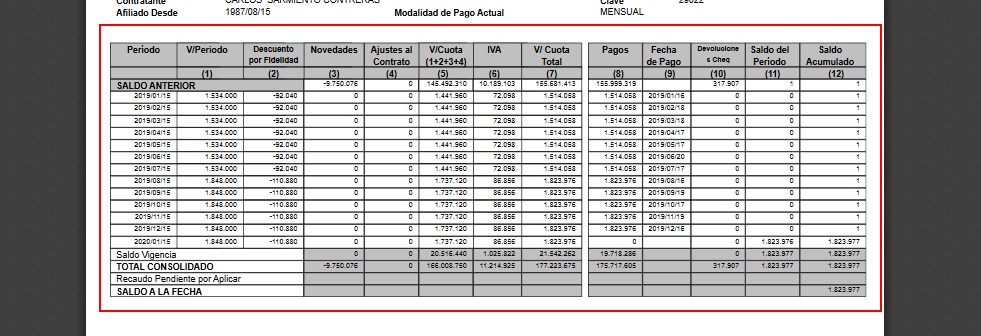 Contratante CARLOS SARMIENTO CONTRERAS Clave 29022
Afiliado Desde 1987/08/15 Modalidad de Pago Actual MENSUAL
Período V/Período Descuento por Fidelidad Novedades Ajustes al Contrato V/Cuota (1+2+3+4) IVA V/ Cuota Total Pagos Fecha de Pago Devolucione s Cheq Saldo del Período Saldo Acumulado
(1) (2) (3) (4) (5) (6) (7) (8) (9) (10) (11) (12)
SALDO ANTERIOR -9.750.076 0 145.492.310 10.189.103 155.681.413 155.999.319 317.907 1 1
2019/01/15 1.534.000 -92.040 0 0 1.441.960 72.098 1.514.058 1.514.058 2019/01/16 0 0 1
2019/02/15 1.534.000 -92.040 0 0 1.441.960 72.098 1.514.058 1.514.058 2019/02/18 0 0 1
2019/03/15 1.534.000 -92.040 0 0 1.441.960 72.098 1.514.058 1.514.058 2019/03/18 0 0 1
2019/04/15 1.534.000 -92.040 0 0 1.441.960 72.098 1.514.058 1.514.058 2019/04/17 0 0 1
2019/05/15 1.534.000 -92.040 0 0 1.441.960 72.098 1.514.058 1.514.058 2019/05/17 0 0 1
2019/06/15 1.534.000 -92.040 0 0 1.441.960 72.098 1.514.058 1.514.058 2019/06/20 0 0 1
2019/07/15 1.534.000 -92.040 0 0 1.441.960 72.098 1.514.058 1.514.058 2019/07/17 0 0 1
2019/08/15 1.848.000 -110.880 0 0 1.737.120 86.856 1.823.976 1.823.976 2019/08/16 0 0 1
2019/09/15 1.848.000 -110.880 0 0 1.737.120 86.856 1.823.976 1.823.976 2019/09/19 0 0 1
2019/10/15 1.848.000 -110.880 0 0 1.737.120 86.856 1.823.976 1.823.976 2019/10/17 0 0 1
2019/11/15 1.848.000 -110.880 0 0 1.737.120 86.856 1.823.976 1.823.976 2019/11/19 0 0 1
2019/12/15 1.848.000 -110.880 0 0 1.737.120 86.856 1.823.976 1.823.976 2019/12/16 0 0 1
2020/01/15 1.848.000 -110.880 0 0 1.737.120 86.856 1.823.976 0 0 1.823.976 1.823.977
Saldo Vigencia 0 0 20.516.440 1.025.822 21.542.262 19.718.286 0 1.823.977 1.823.977
TOTAL CONSOLIDADO -9.750.076 0 166.008.750 11.214.925 177.223.675 175.717.605 317.907 1.823.977 1.823.977
Recaudo Pendiente por Aplicar
SALDO A LA FECHA 1.823.977